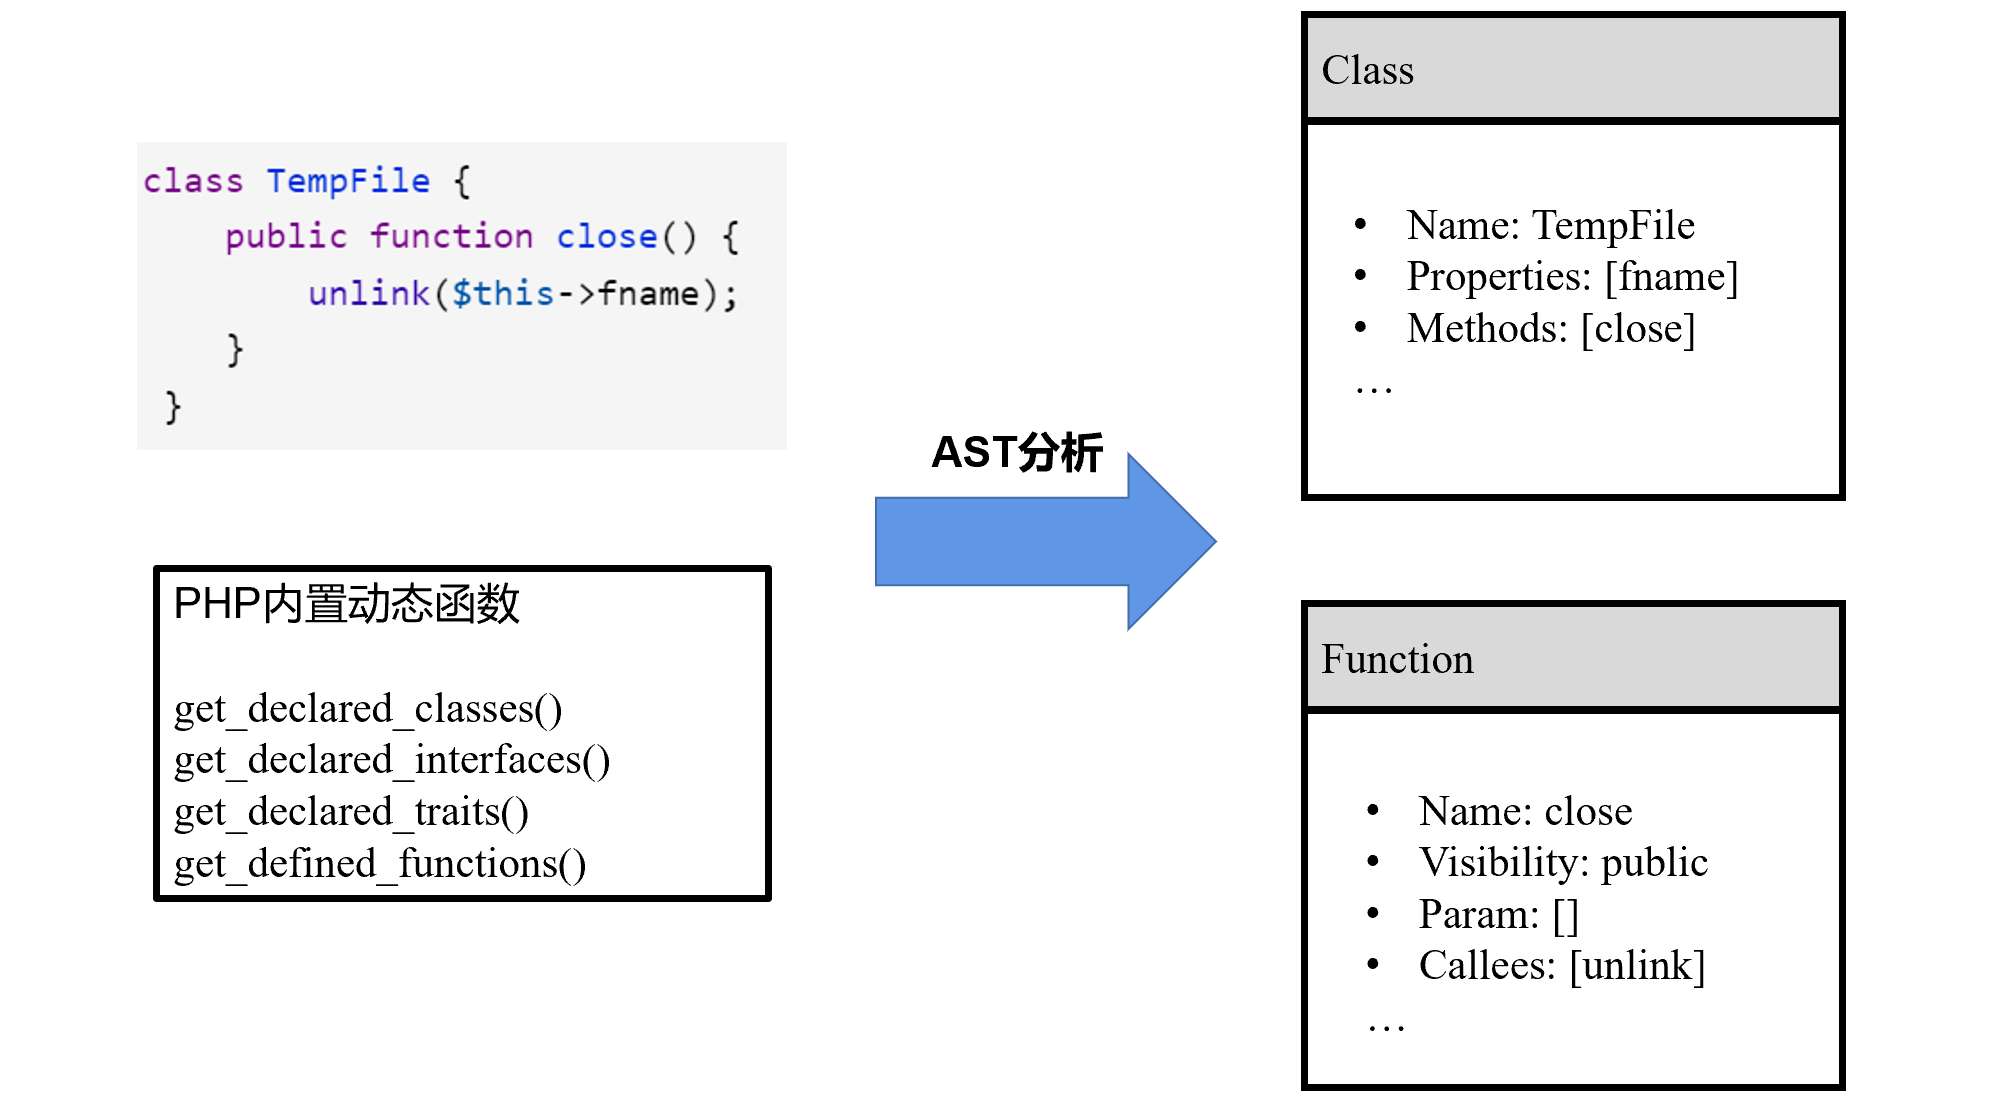 class TempFile {
    public function close() {
        unlink($this->fname);
    }
 }
PHP内置动态函数
get_declared_classes()
get_declared_interfaces()
get_declared_traits()
get_defined_functions()
AST分析
Class
• Name: TempFile
• Properties: [fname]
• Methods: [close]
…
Function
• Name: close
• Visibility: public
• Param: []
• Callees: [unlink]
…